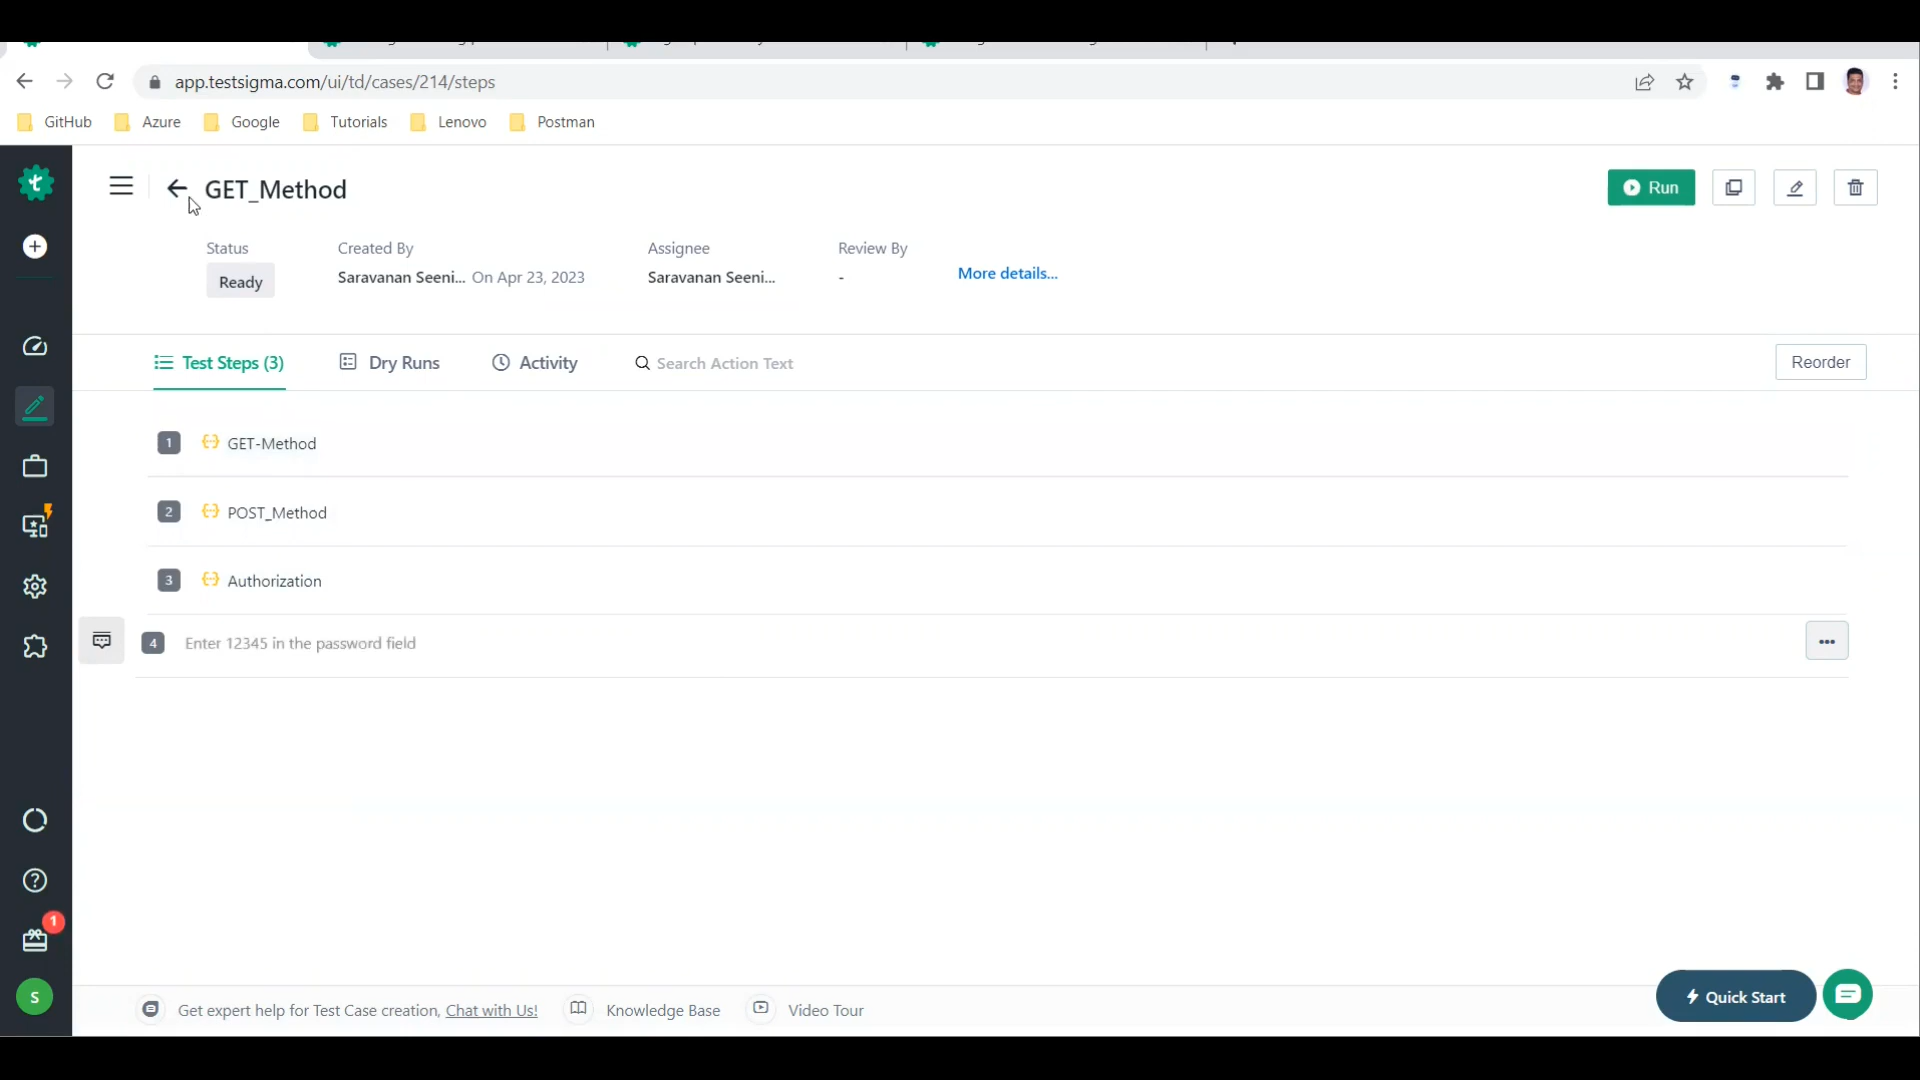 app.testsigma.com/ui/td/cases/214/steps
GitHub Azure Google Tutorials Lenovo Postman
GET_Method
Run
Status Created By Assignee Review By
Ready Saravanan Seeni... On Apr 23, 2023 Saravanan Seeni... - More details...
Test Steps (3) Dry Runs Activity Search Action Text Reorder
1 GET-Method
2 POST_Method
3 Authorization
4 Enter 12345 in the password field
1
S
Get expert help for Test Case creation, Chat with Us! Knowledge Base Video Tour
Quick Start